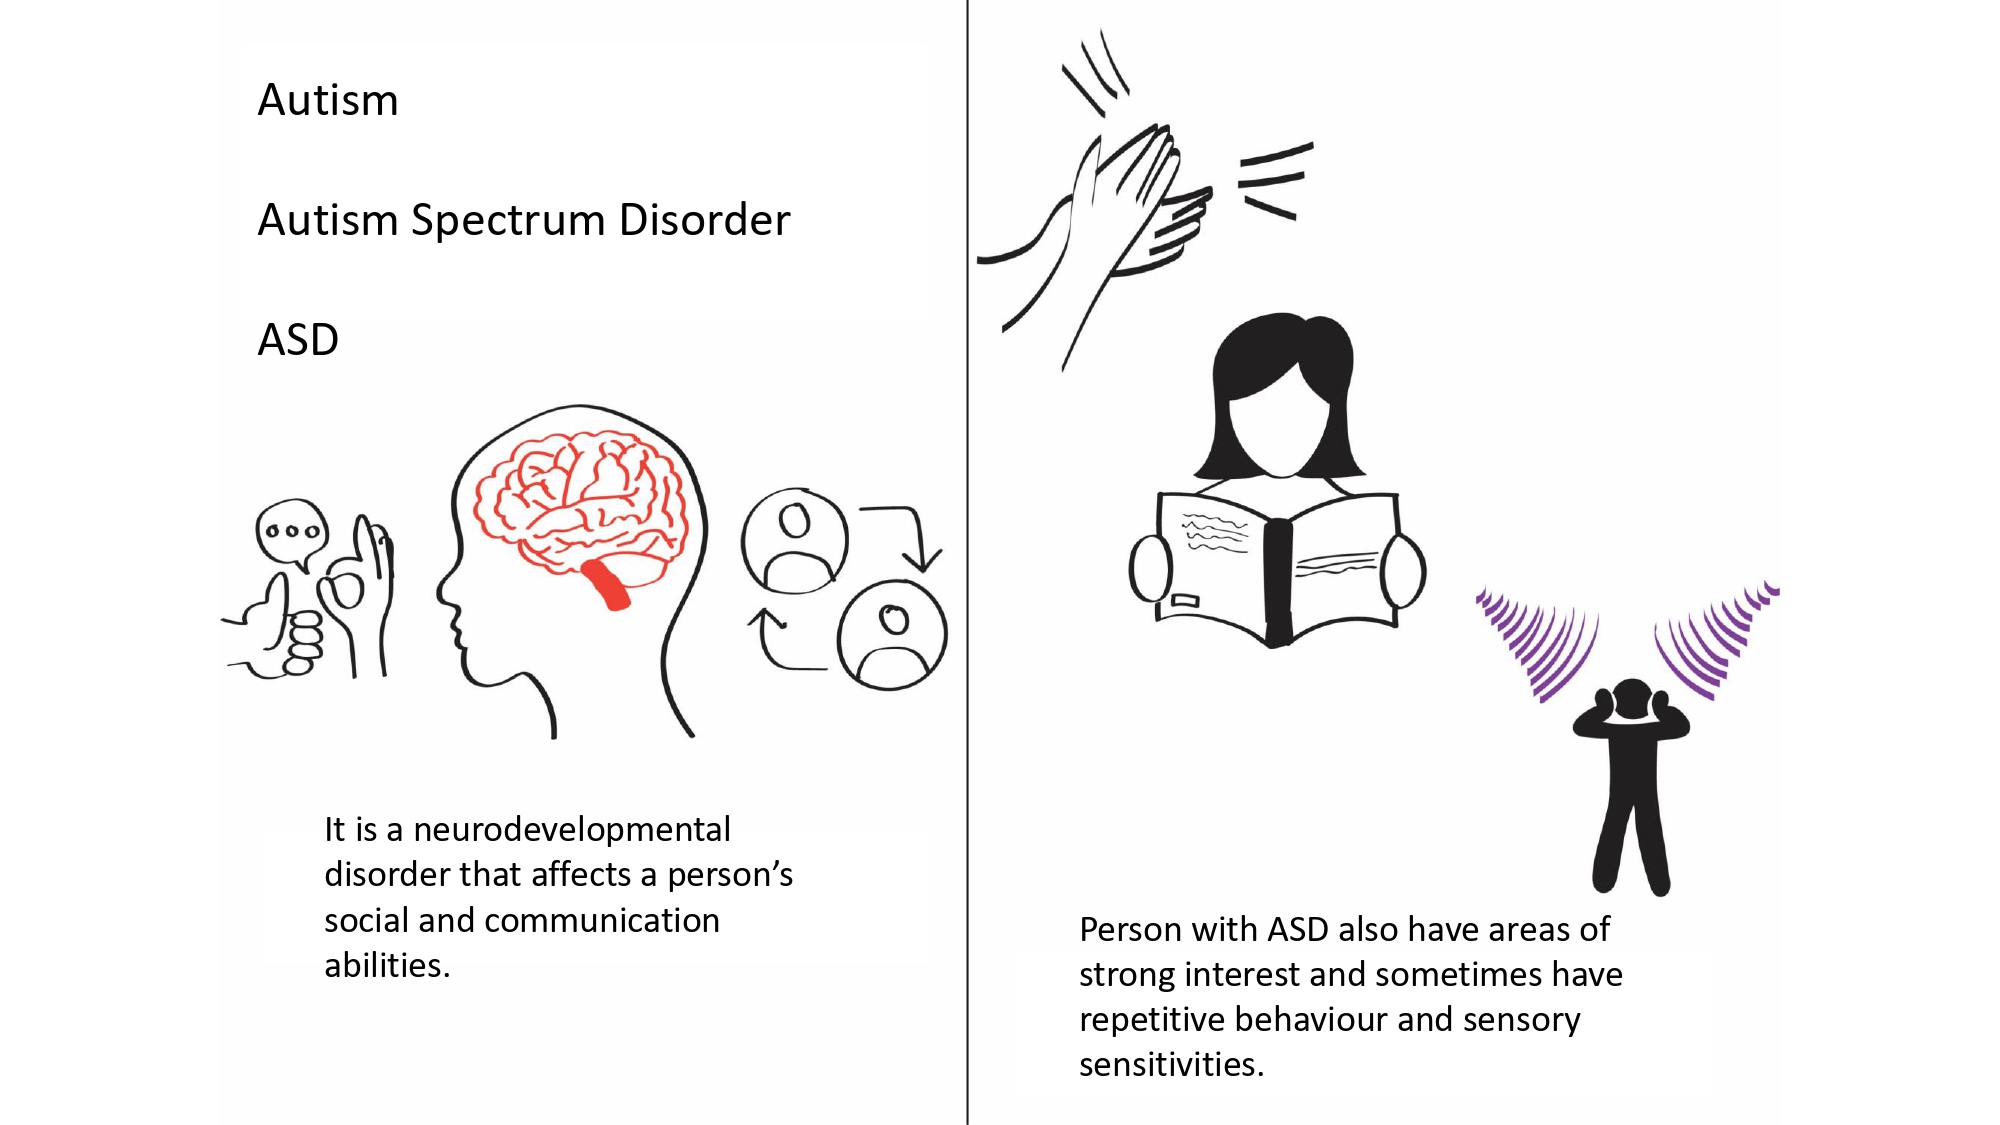 Autism
Autism Spectrum Disorder
ASD
It is a neurodevelopmental
disorder that affects a person’s
social and communication
abilities.
Person with ASD also have areas of
strong interest and sometimes have
repetitive behaviour and sensory
sensitivities.